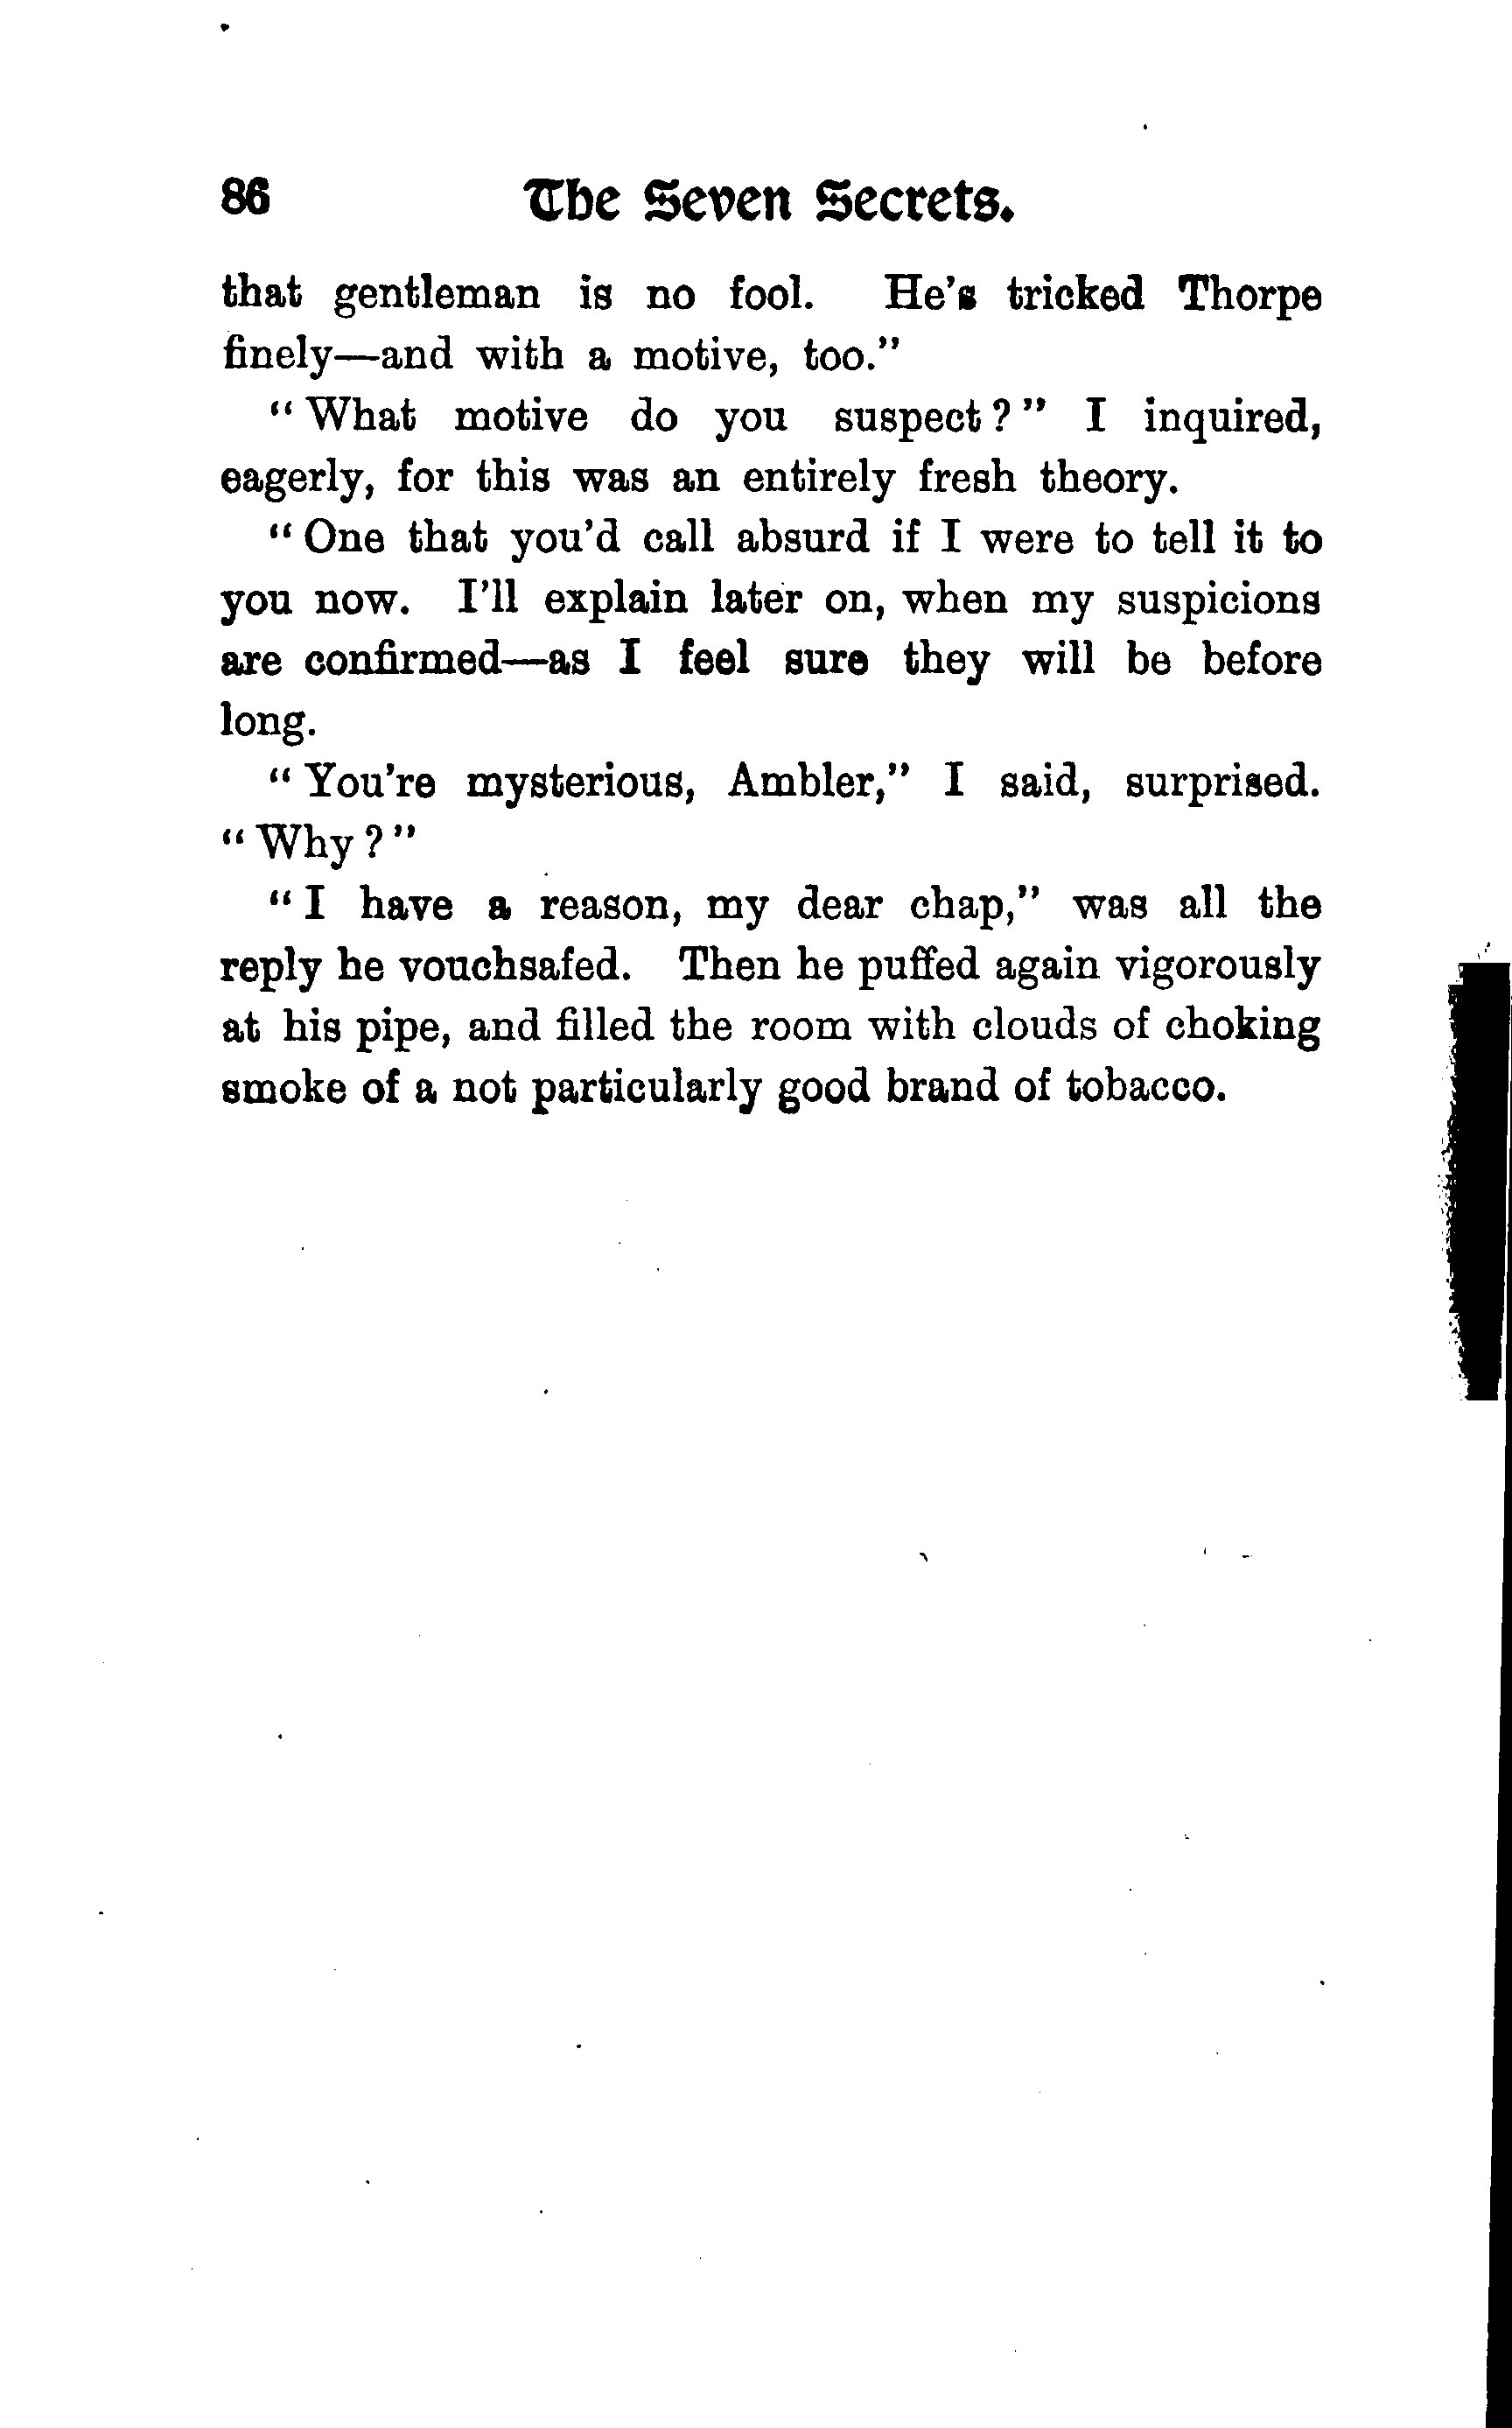 86 The Seven Secrets.
that gentleman is no fool. He's tricked Thorpe
finely—and with a motive, too."
"What motive do you suspect?" I inquired,
eagerly, for this was an entirely fresh theory.
"One that you'd call absurd if I were to tell it to
you now. I'll explain later on, when my suspicions
are confirmed—as I feel sure they will be before
long.
"You're mysterious, Ambler," I said, surprised.
"Why?"
"I have a reason, my dear chap," was all the
reply he vouchsafed. Then he puffed again vigorously
at his pipe, and filled the room with clouds of choking
smoke of a not particularly good brand of tobacco.